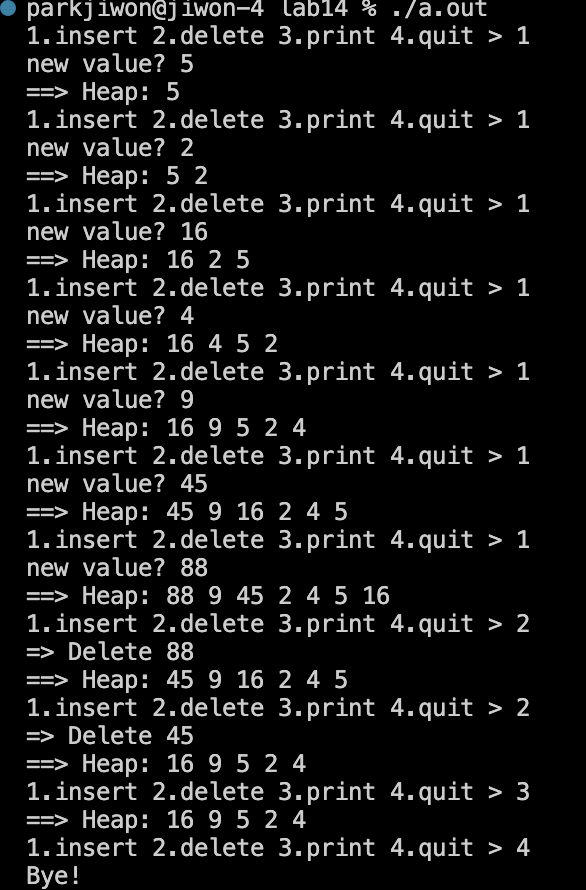 parkjiwon@jiwon-4 lab14 % ./a.out
1.insert 2.delete 3.print 4.quit > 1
new value? 5
==> Heap: 5
1.insert 2.delete 3.print 4.quit > 1
new value? 2
==> Heap: 5 2
1.insert 2.delete 3.print 4.quit > 1
new value? 16
==> Heap: 16 2 5
1.insert 2.delete 3.print 4.quit > 1
new value? 4
==> Heap: 16 4 5 2
1.insert 2.delete 3.print 4.quit > 1
new value? 9
==> Heap: 16 9 5 2 4
1.insert 2.delete 3.print 4.quit > 1
new value? 45
==> Heap: 45 9 16 2 4 5
1.insert 2.delete 3.print 4.quit > 1
new value? 88
==> Heap: 88 9 45 2 4 5 16
1.insert 2.delete 3.print 4.quit > 2
=> Delete 88
==> Heap: 45 9 16 2 4 5
1.insert 2.delete 3.print 4.quit > 2
=> Delete 45
==> Heap: 16 9 5 2 4
1.insert 2.delete 3.print 4.quit > 3
==> Heap: 16 9 5 2 4
1.insert 2.delete 3.print 4.quit > 4
Bye!